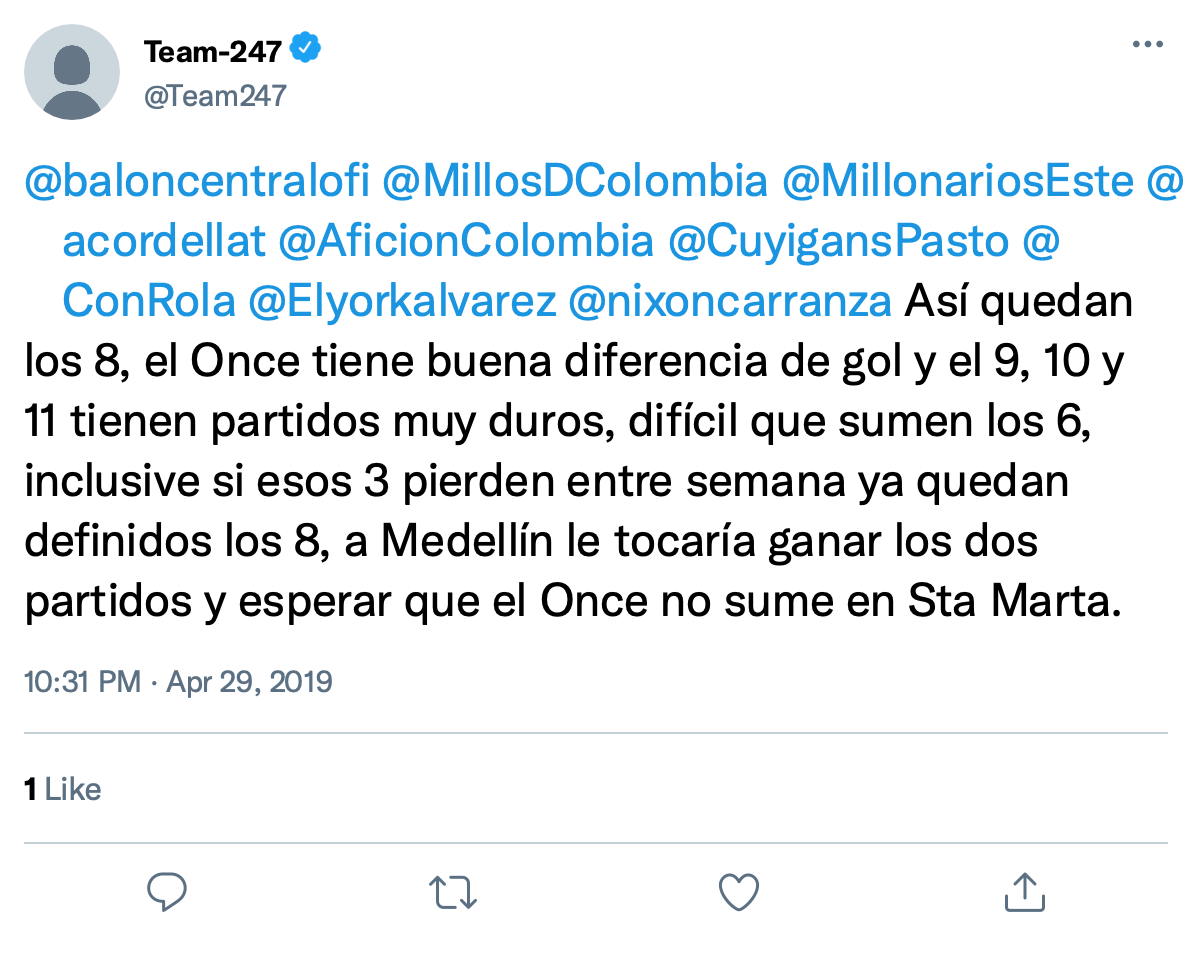 Team-247
@Team247
@baloncentralofi @MillosDColombia @MillonariosEste @
acordellat @AficionColombia @CuyigansPasto @
ConRola @Elyorkalvarez @nixoncarranza Así quedan
los 8, el Once tiene buena diferencia de gol y el 9, 10 y
11 tienen partidos muy duros, difícil que sumen los 6,
inclusive si esos 3 pierden entre semana ya quedan
definidos los 8, a Medellín le tocaría ganar los dos
partidos y esperar que el Once no sume en Sta Marta.
10:31 PM · Apr 29, 2019
1 Like